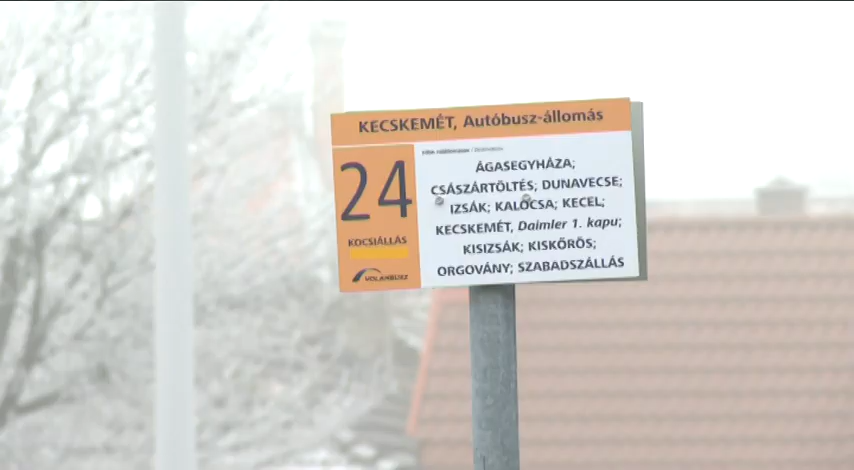 KECSKEMÉT, Autóbusz-állomás
24
KOCSIÁLLÁS
VOLÁNBUSZ
ÁGASEGYHÁZA;
CSÁSZÁRTÖLTÉS; DUNAVECSE;
IZSÁK; KALOCSA; KECEL;
KECSKEMÉT, Daimler 1. kapu;
KISIZSÁK; KISKŐRÖS;
ORGOVÁNY; SZABADSZÁLLÁS